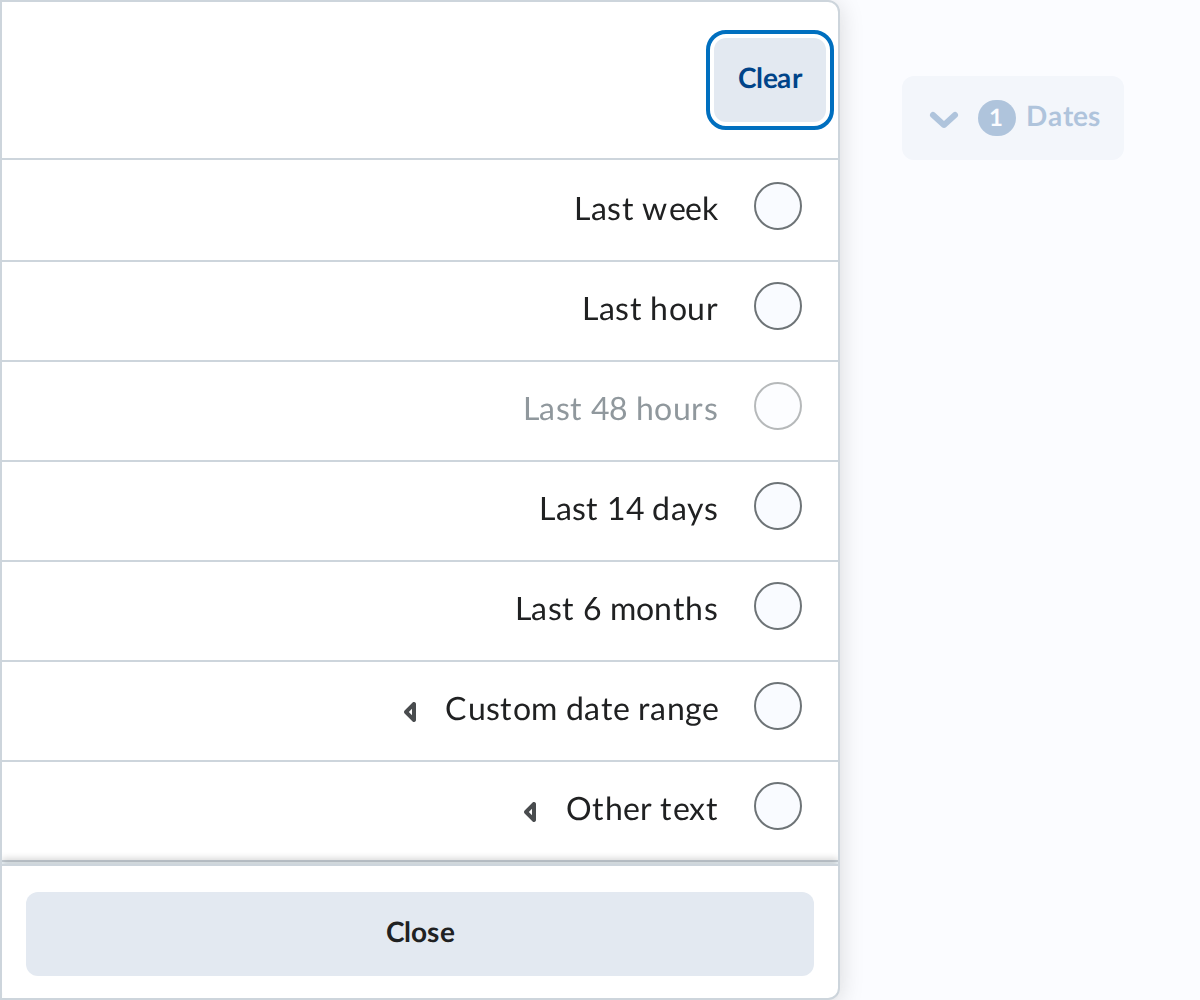 Clear
1 Dates
Last week
Last hour
Last 48 hours
Last 14 days
Last 6 months
Custom date range
Other text
Close